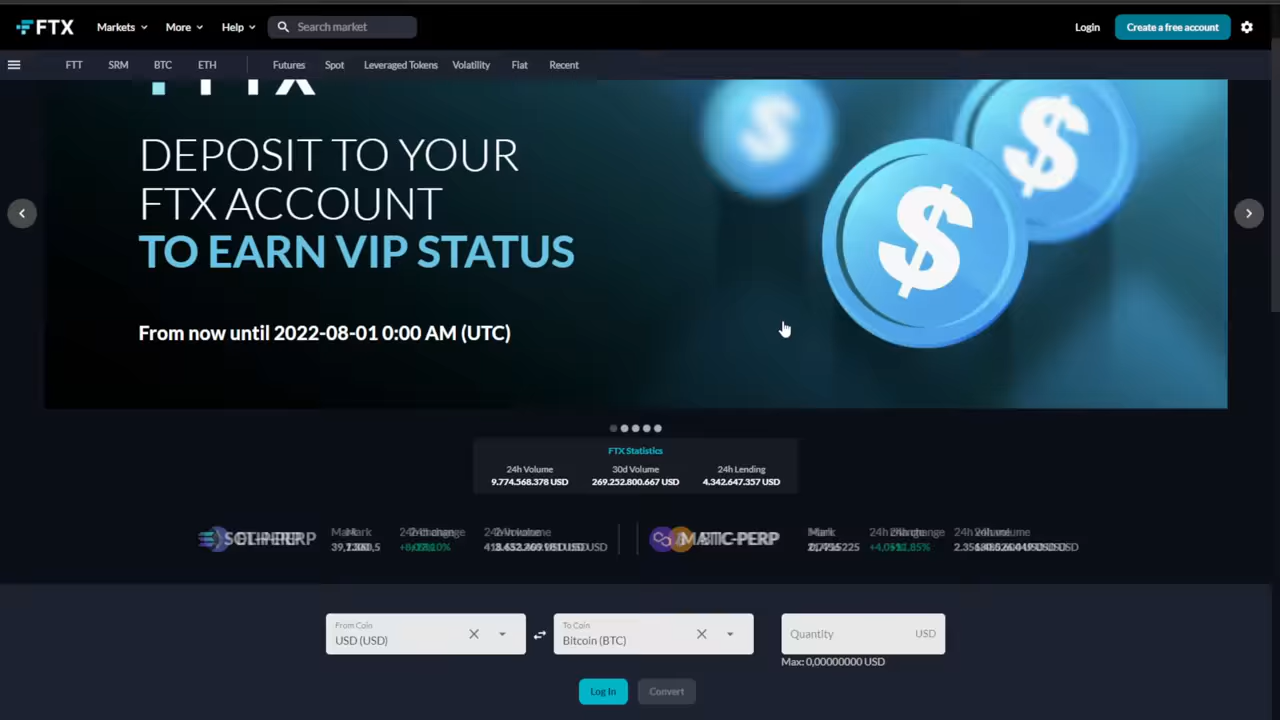 FTX
Markets
More
Help
Search market
Login
Create a free account
FTT
SRM
BTC
ETH
Futures
Spot
Leveraged Tokens
Volatility
Fiat
Recent
FTX
DEPOSIT TO YOUR
FTX ACCOUNT
TO EARN VIP STATUS
From now until 2022-08-01 0:00 AM (UTC)
FTX Statistics
24h Volume
30d Volume
24h Lending
9.774.568.378 USD
269.252.800.667 USD
4.342.647.357 USD
From Coin
USD (USD)
To Coin
Bitcoin (BTC)
Quantity
USD
Max: 0,00000000 USD
Log In
Convert